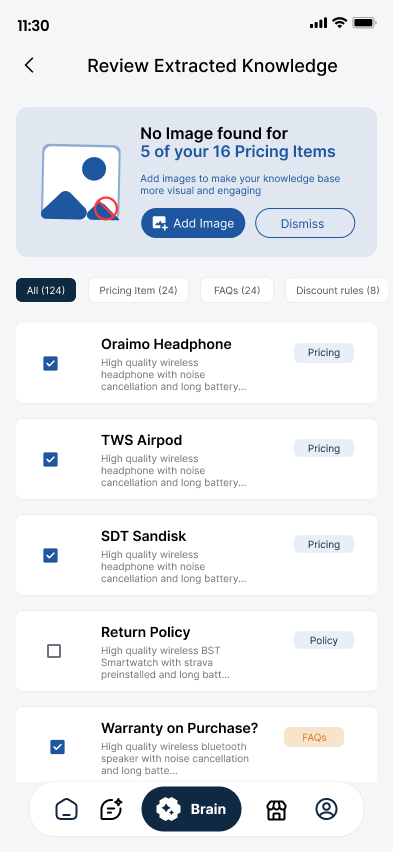 11:30
Review Extracted Knowledge
No Image found for
5 of your 16 Pricing Items
Add images to make your knowledge base
more visual and engaging
Add Image
Dismiss
All (124)
Pricing Item (24)
FAQs (24)
Discount rules (8)
Oraimo Headphone
Pricing
High quality wireless
headphone with noise
cancellation and long battery...
TWS Airpod
Pricing
High quality wireless
headphone with noise
cancellation and long battery...
SDT Sandisk
Pricing
High quality wireless
headphone with noise
cancellation and long battery...
Return Policy
Policy
High quality wireless BST
Smartwatch with strava
preinstalled and long batt...
Warranty on Purchase?
FAQs
High quality wireless bluetooth
speaker with noise cancellation
and long batte...
Brain